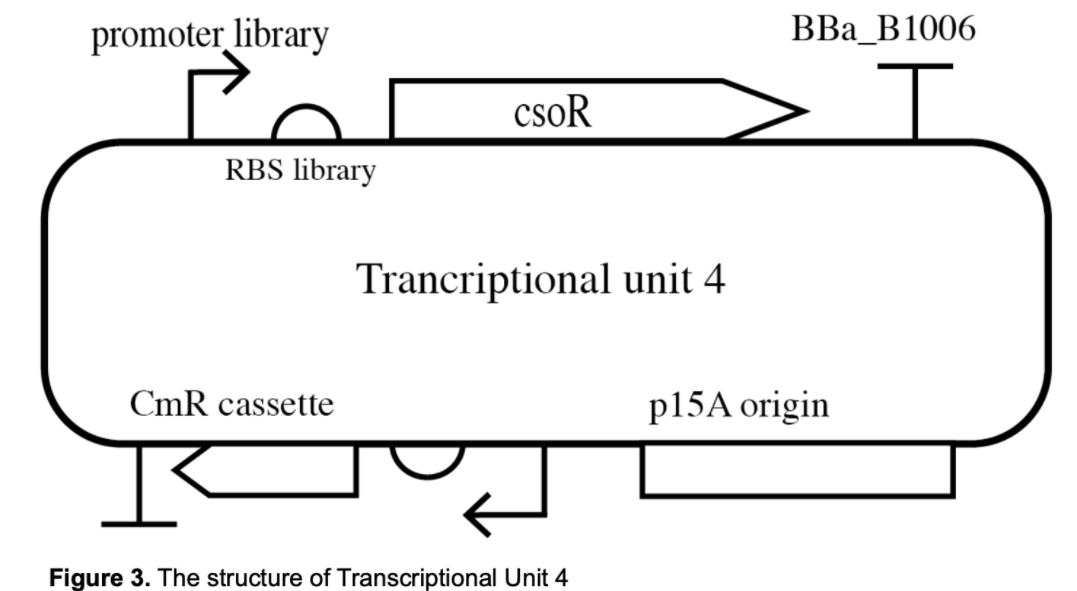 promoter library
BBa_B1006
csoR
RBS library
Trancriptional unit 4
CmR cassette
p15A origin
Figure 3. The structure of Transcriptional Unit 4